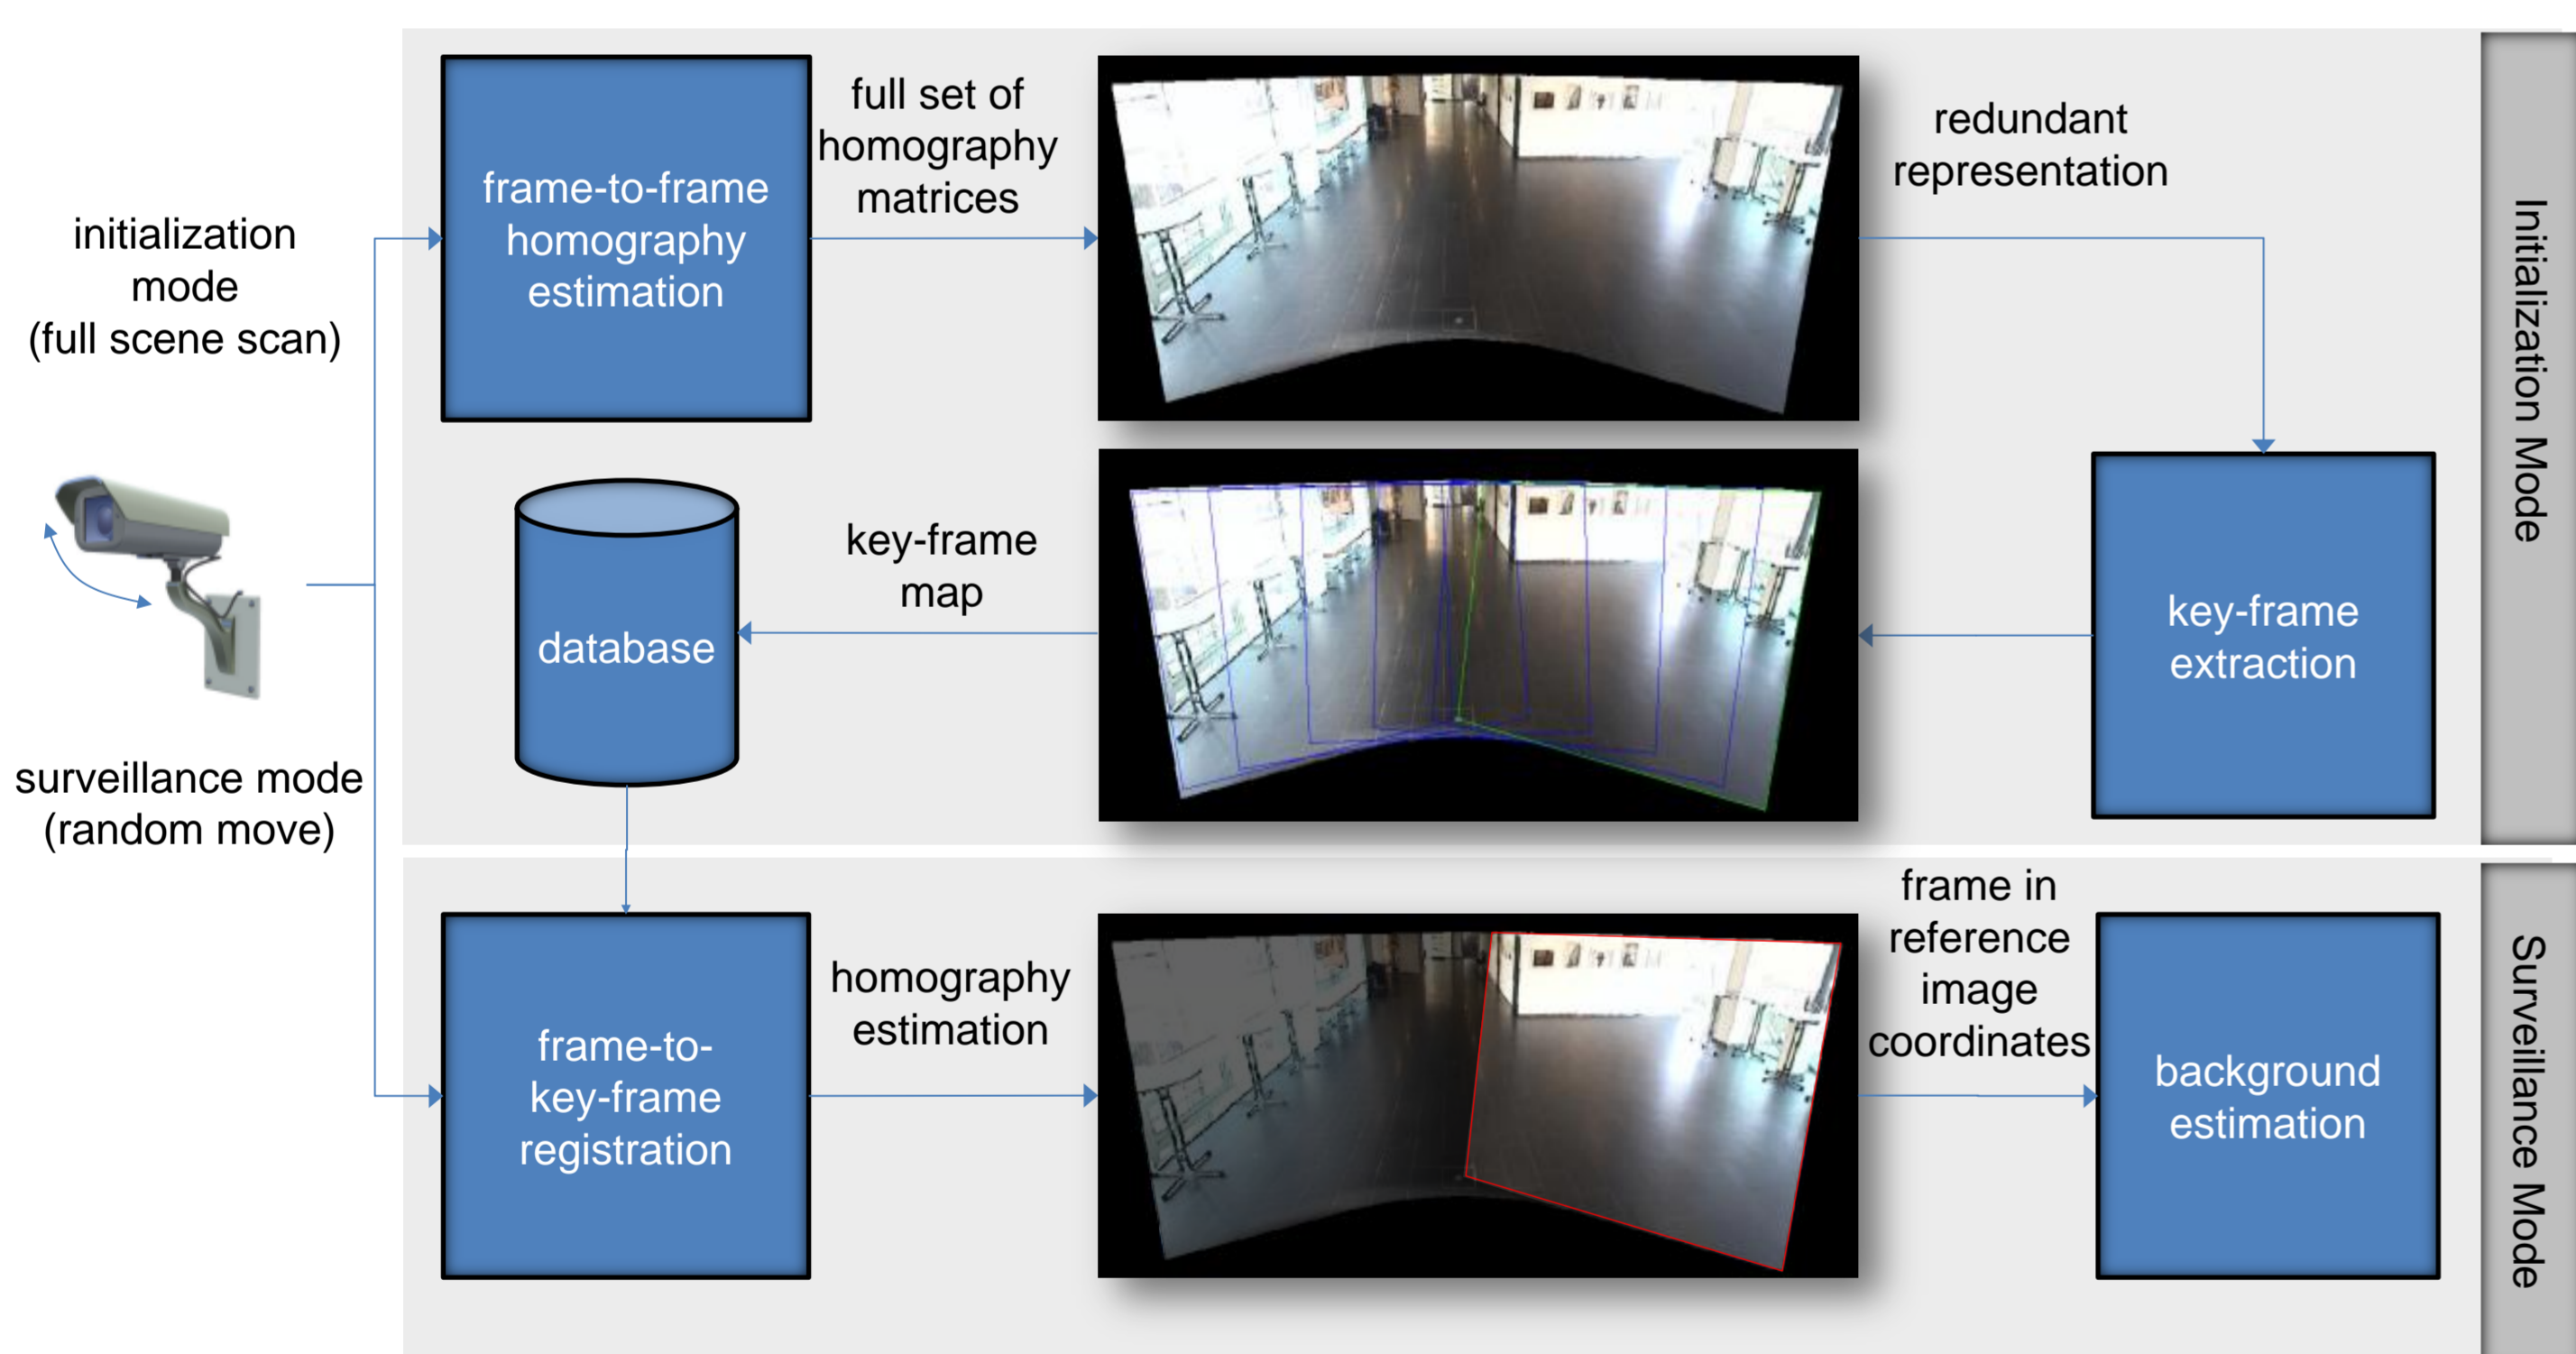 initialization
mode
(full scene scan)
surveillance mode
(random move)
frame-to-frame
homography
estimation
full set of
homography
matrices
redundant
representation
Initialization Mode
database
key-frame
map
key-frame
extraction
frame-to-
key-frame
registration
homography
estimation
frame in
reference
image
coordinates
background
estimation
Surveillance Mode